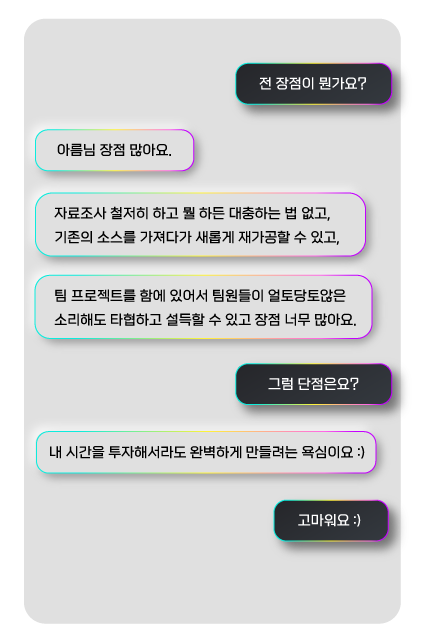 전 장점이 뭔가요?
아름님 장점 많아요.
자료조사 철저히 하고 뭘 하든 대충하는 법 없고,
기존의 소스를 가져다가 새롭게 재가공할 수 있고,
팀 프로젝트를 함에 있어서 팀원들이 얼토당토않은
소리해도 타협하고 설득할 수 있고 장점 너무 많아요.
그럼 단점은요?
내 시간을 투자해서라도 완벽하게 만들려는 욕심이요 :)
고마워요 :)